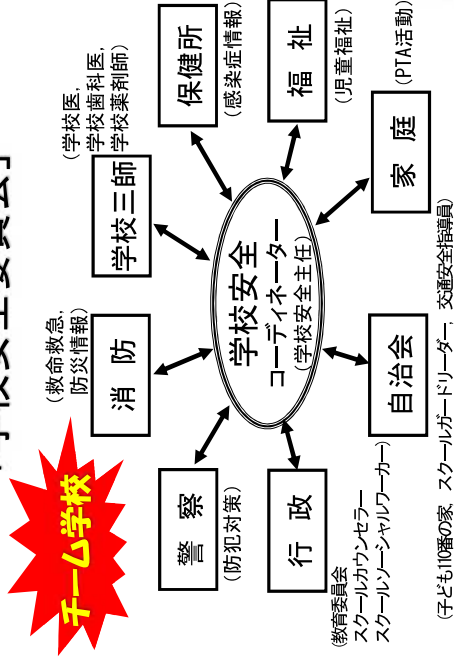 学校安全委員会」
チーム学校
(救命救急,
防災情報)
消 防
(学校医,
学校歯科医,
学校薬剤師)
学校三師
保健所
(感染症情報)
警 察
(防犯対策)
学校安全
コーディネーター
(学校安全主任)
福 祉
(児童福祉)
行 政
(教育委員会
スクールカウンセラー
スクールソーシャルワーカー)
自治会
(子ども110番の家, スクールガードリーダー, 交通安全指導員)
家 庭
(PTA活動)